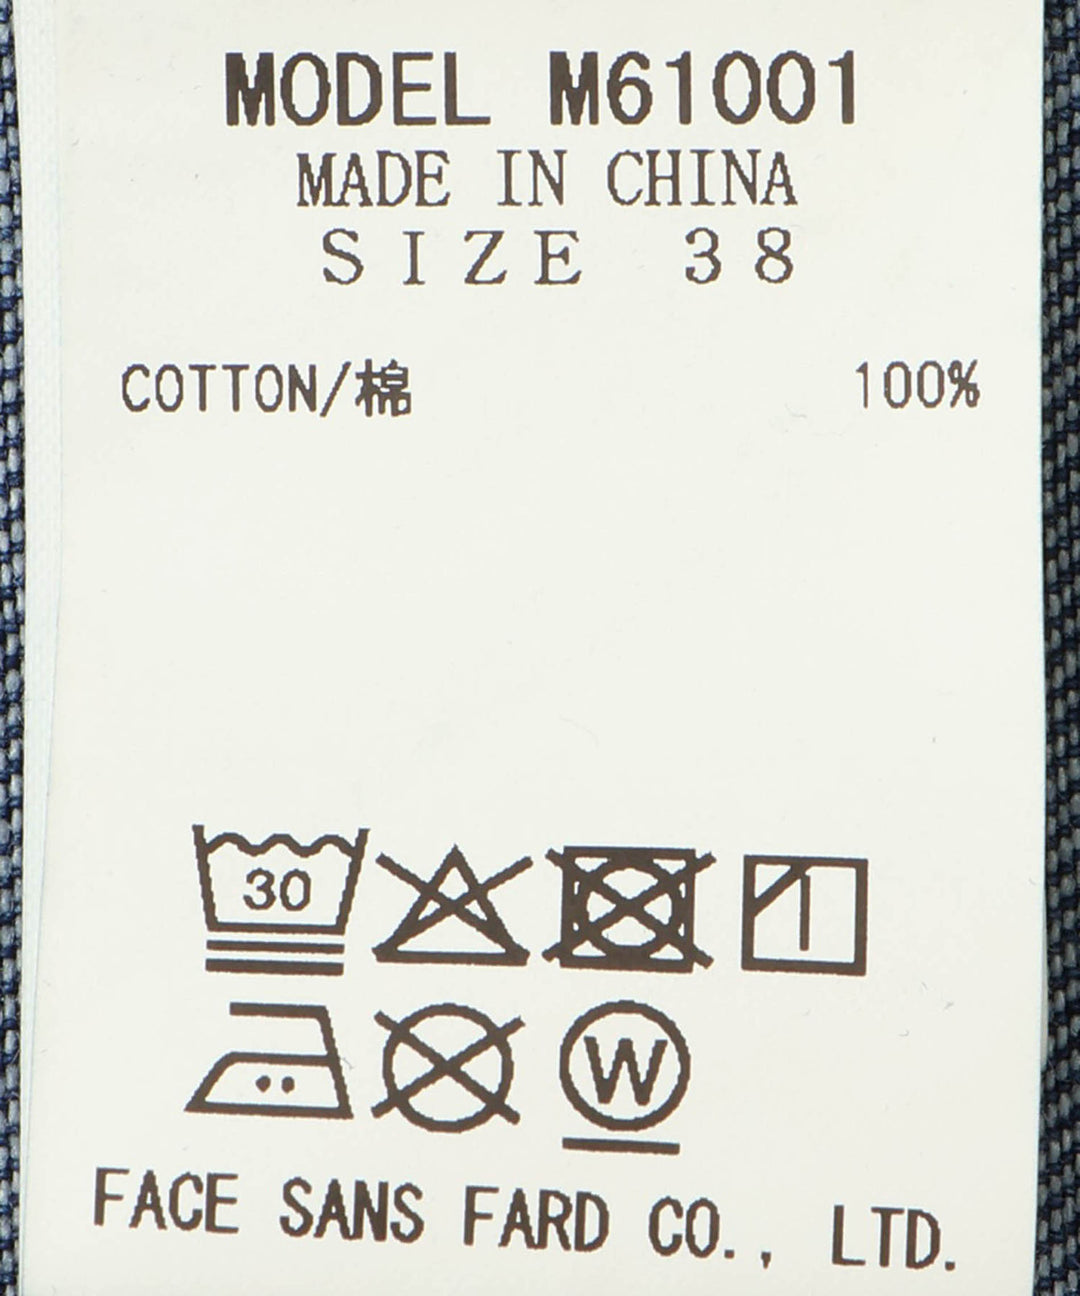 MODEL M61001
MADE IN CHINA
SIZE 38
COTTON/棉 100%
30
W
FACE SANS FARD CO., LTD.